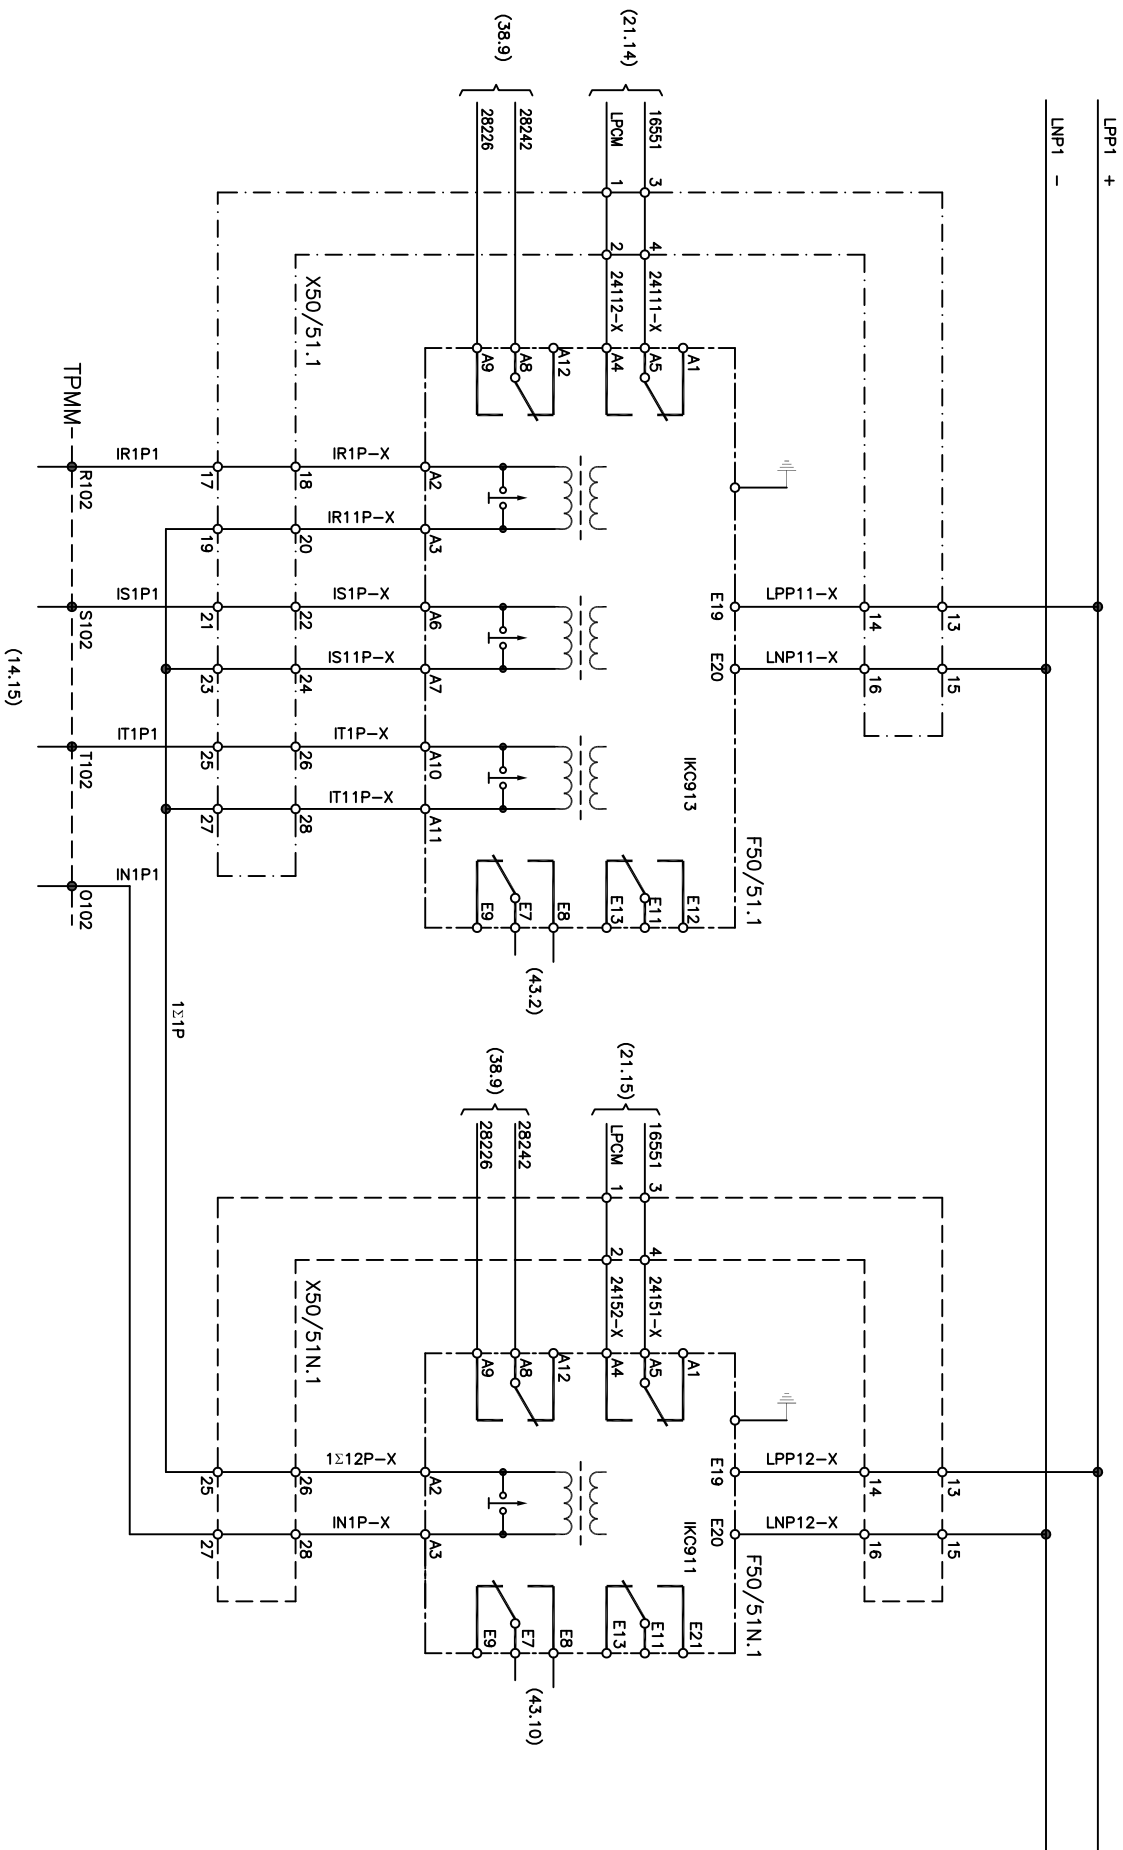 LPP1 +
LNP1 -
(21.14)
(38.9)
16551
LPCM
28242
28226
3
1
4
2
24111-X
24112-X
X50/51.1
A1
A5
A4
A12
A8
A9
13
15
14
16
LPP11-X
LNP11-X
E19
E20
IKC913
F50/51.1
A2
A3
A6
A7
A10
A11
E12
E11
E13
E8
E7
E9
(43.2)
IR1P-X
IR11P-X
IS1P-X
IS11P-X
IT1P-X
IT11P-X
18
20
22
24
26
28
17
19
21
23
25
27
IR1P1
IS1P1
IT1P1
IN1P1
TPMM
R102
S102
T102
0102
(14.15)
1Σ1P
(21.15)
(38.9)
16551
LPCM
28242
28226
3
1
4
2
24151-X
24152-X
X50/51N.1
A1
A5
A4
A12
A8
A9
13
15
14
16
LPP12-X
LNP12-X
E19
E20
IKC911
F50/51N.1
A2
A3
E21
E11
E13
E8
E7
E9
(43.10)
1Σ12P-X
IN1P-X
26
28
25
27